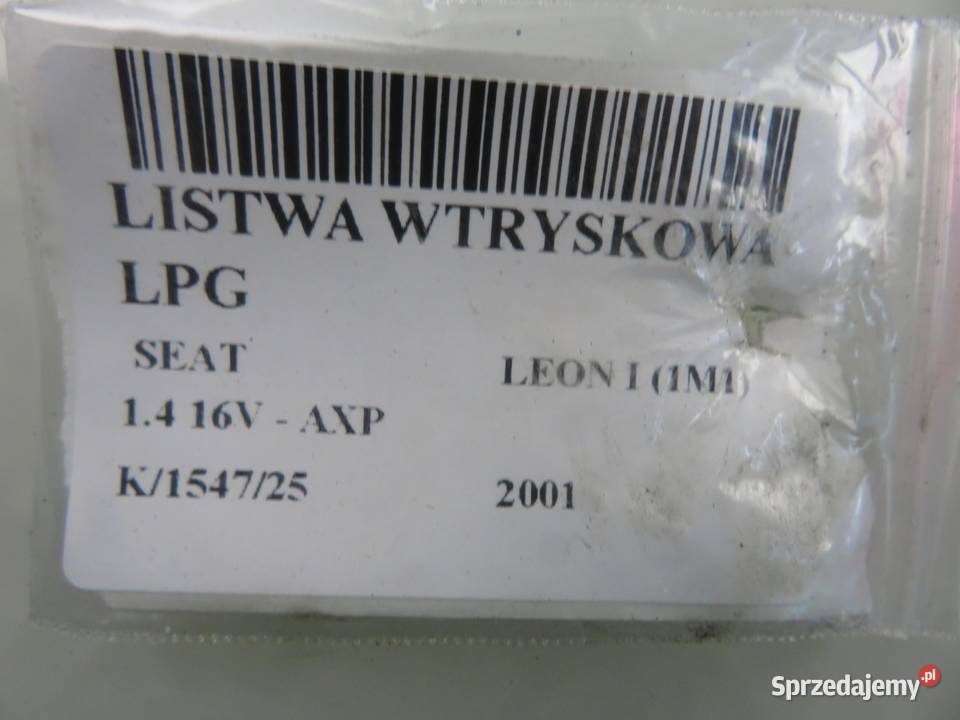 LISTWA WTRYSKOWA
LPG
SEAT LEON I (1M1)
1.4 16V - AXP
K/1547/25 2001
Sprzedajemy.pl